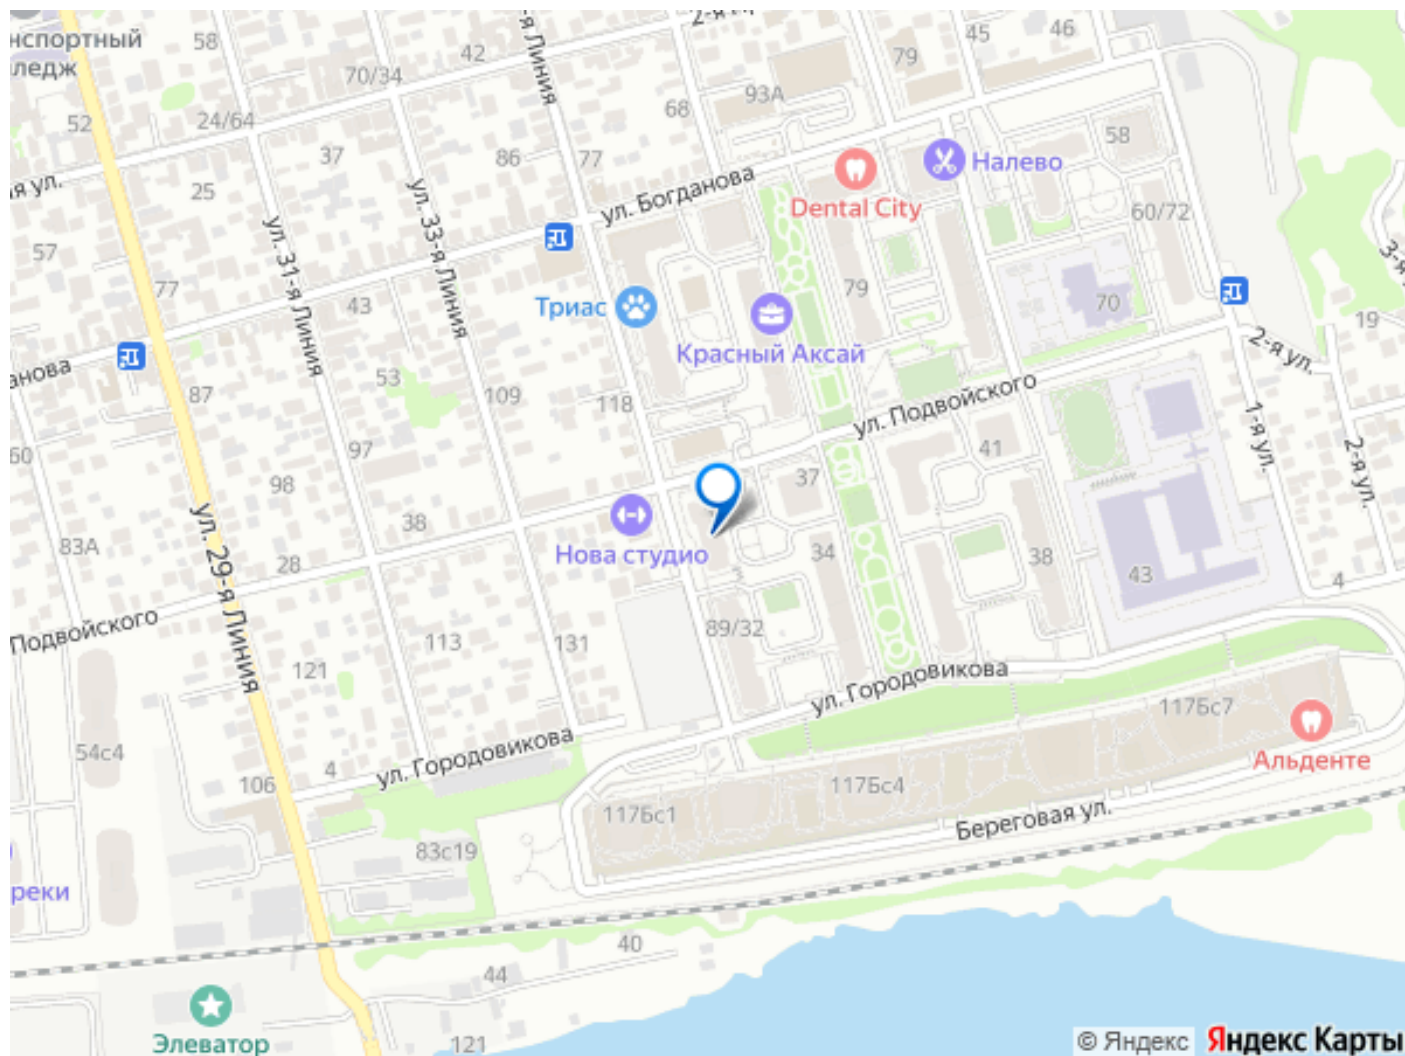 нспортный
ледж
58
42
70/34
24/64
52
37
25
я ул.
57
77
43
87
ул. 31-я Линия
ул. 33-я Линия
-я Линия
2-я
86
77
68
93А
79
45
46
58
ул. Богданова
Dental City
Налево
60/72
3-я
Триас
Красный Аксай
79
70
19
2-я ул.
анова
53
109
118
97
98
60
83А
38
28
ул. Подвойского
37
41
1-я ул.
2-я ул.
Нова студио
34
38
43
4
89/32
Подвойского
ул. 29-я Линия
113
121
131
ул. Городовикова
ул. Городовикова
54с4
106
4
117Бс7
Альденте
117Бс4
117Бс1
Береговая ул.
83с19
реки
40
44
121
Элеватор
© Яндекс
Яндекс Карты